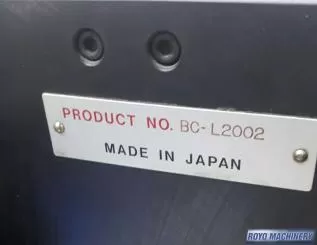 PRODUCT NO. BC-L2002
MADE IN JAPAN
ROYO MACHINERY